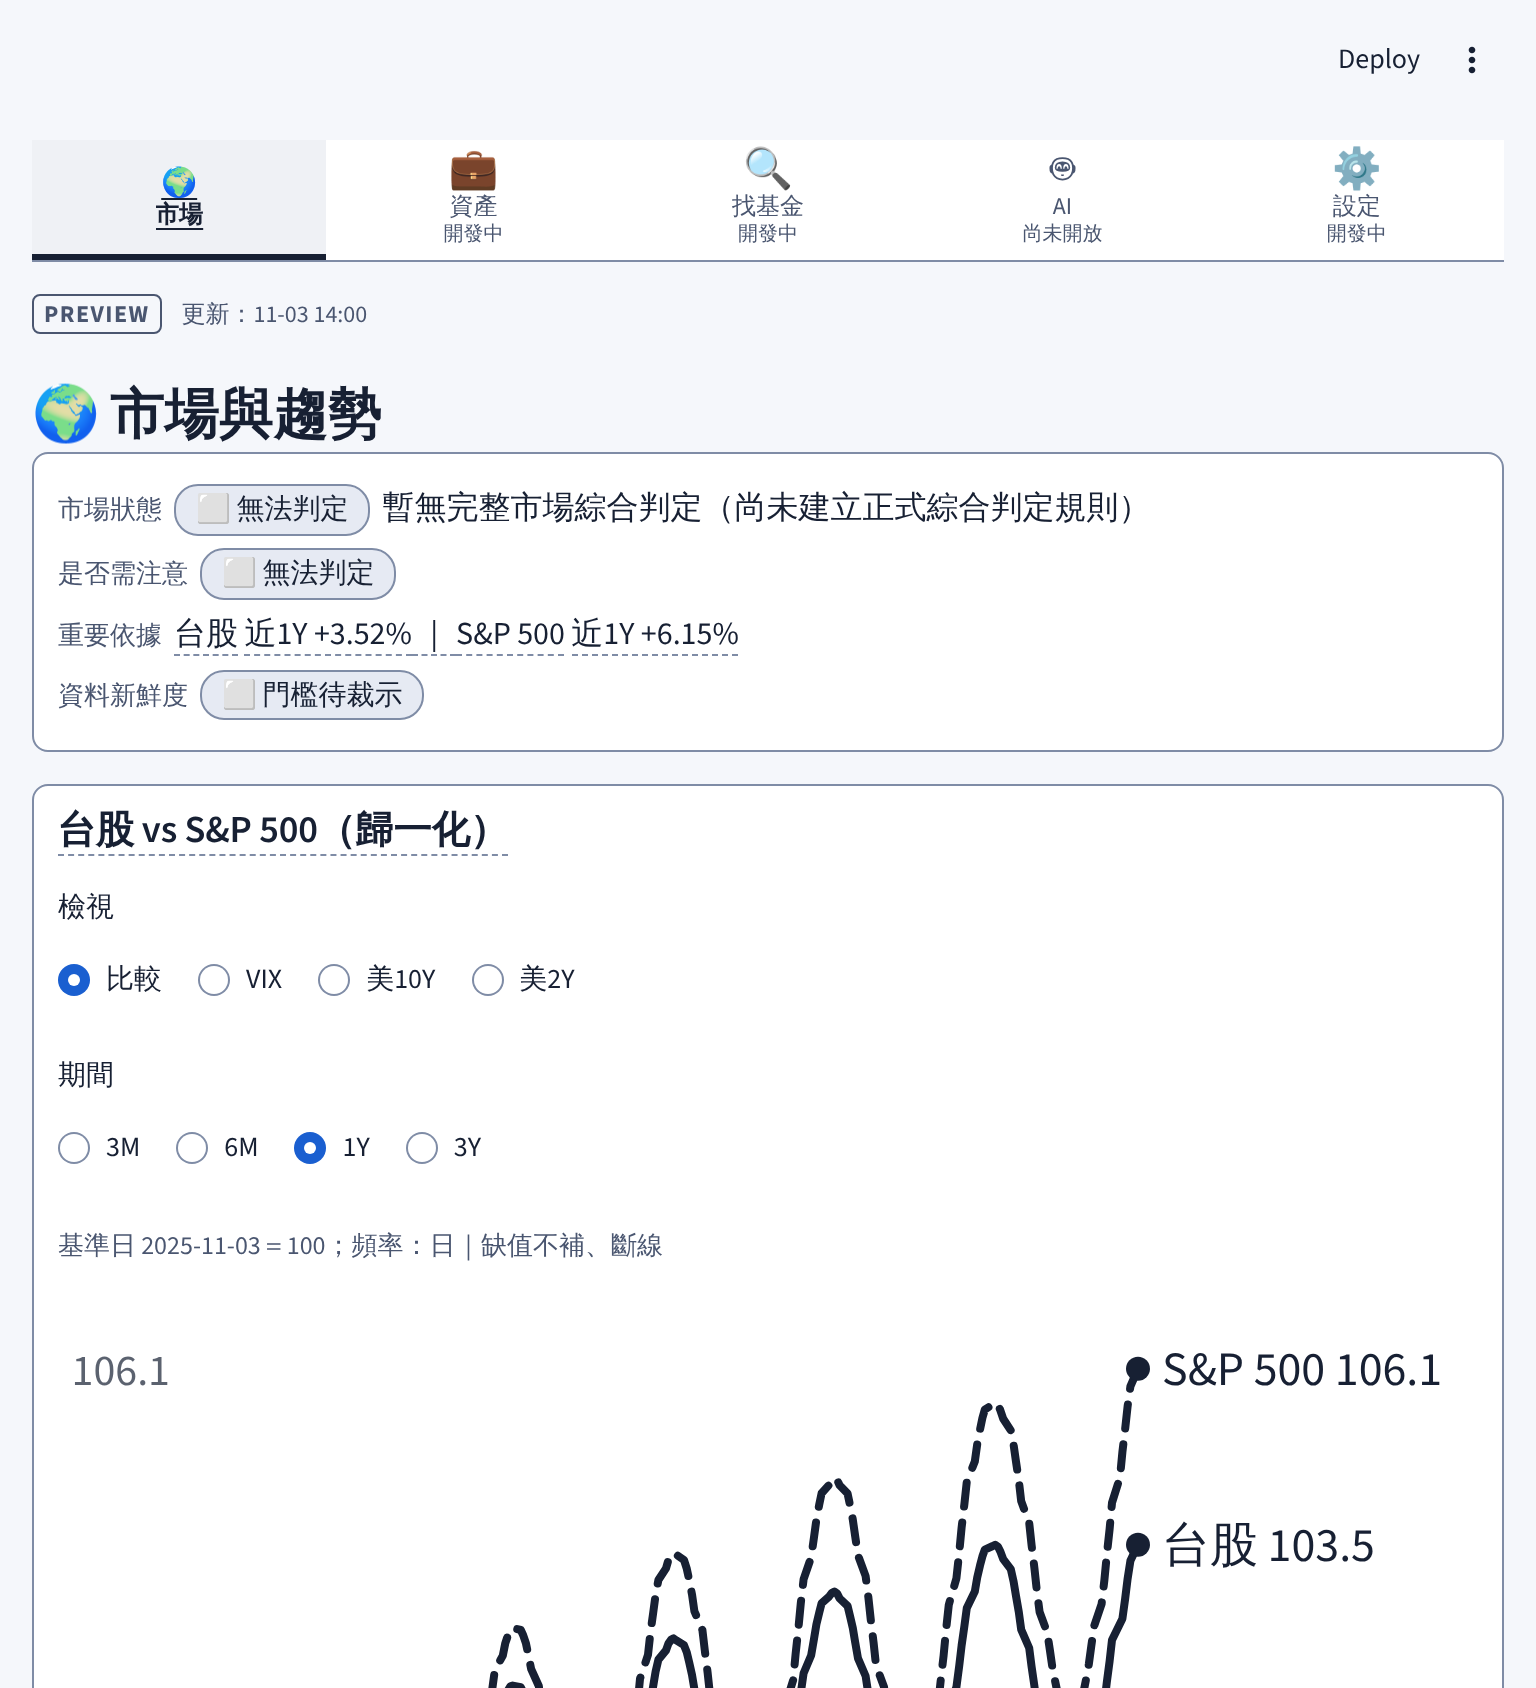 Deploy
市場
資產
開發中
找基金
開發中
AI
尚未開放
設定
開發中
PREVIEW 更新：11-03 14:00
市場與趨勢
市場狀態 無法判定 暫無完整市場綜合判定（尚未建立正式綜合判定規則）
是否需注意 無法判定
重要依據 台股 近1Y +3.52% ｜ S&P 500 近1Y +6.15%
資料新鮮度 門檻待裁示
台股 vs S&P 500（歸一化）
檢視
比較 VIX 美10Y 美2Y
期間
3M 6M 1Y 3Y
基準日 2025-11-03＝100；頻率：日｜缺值不補、斷線
106.1
S&P 500 106.1
台股 103.5